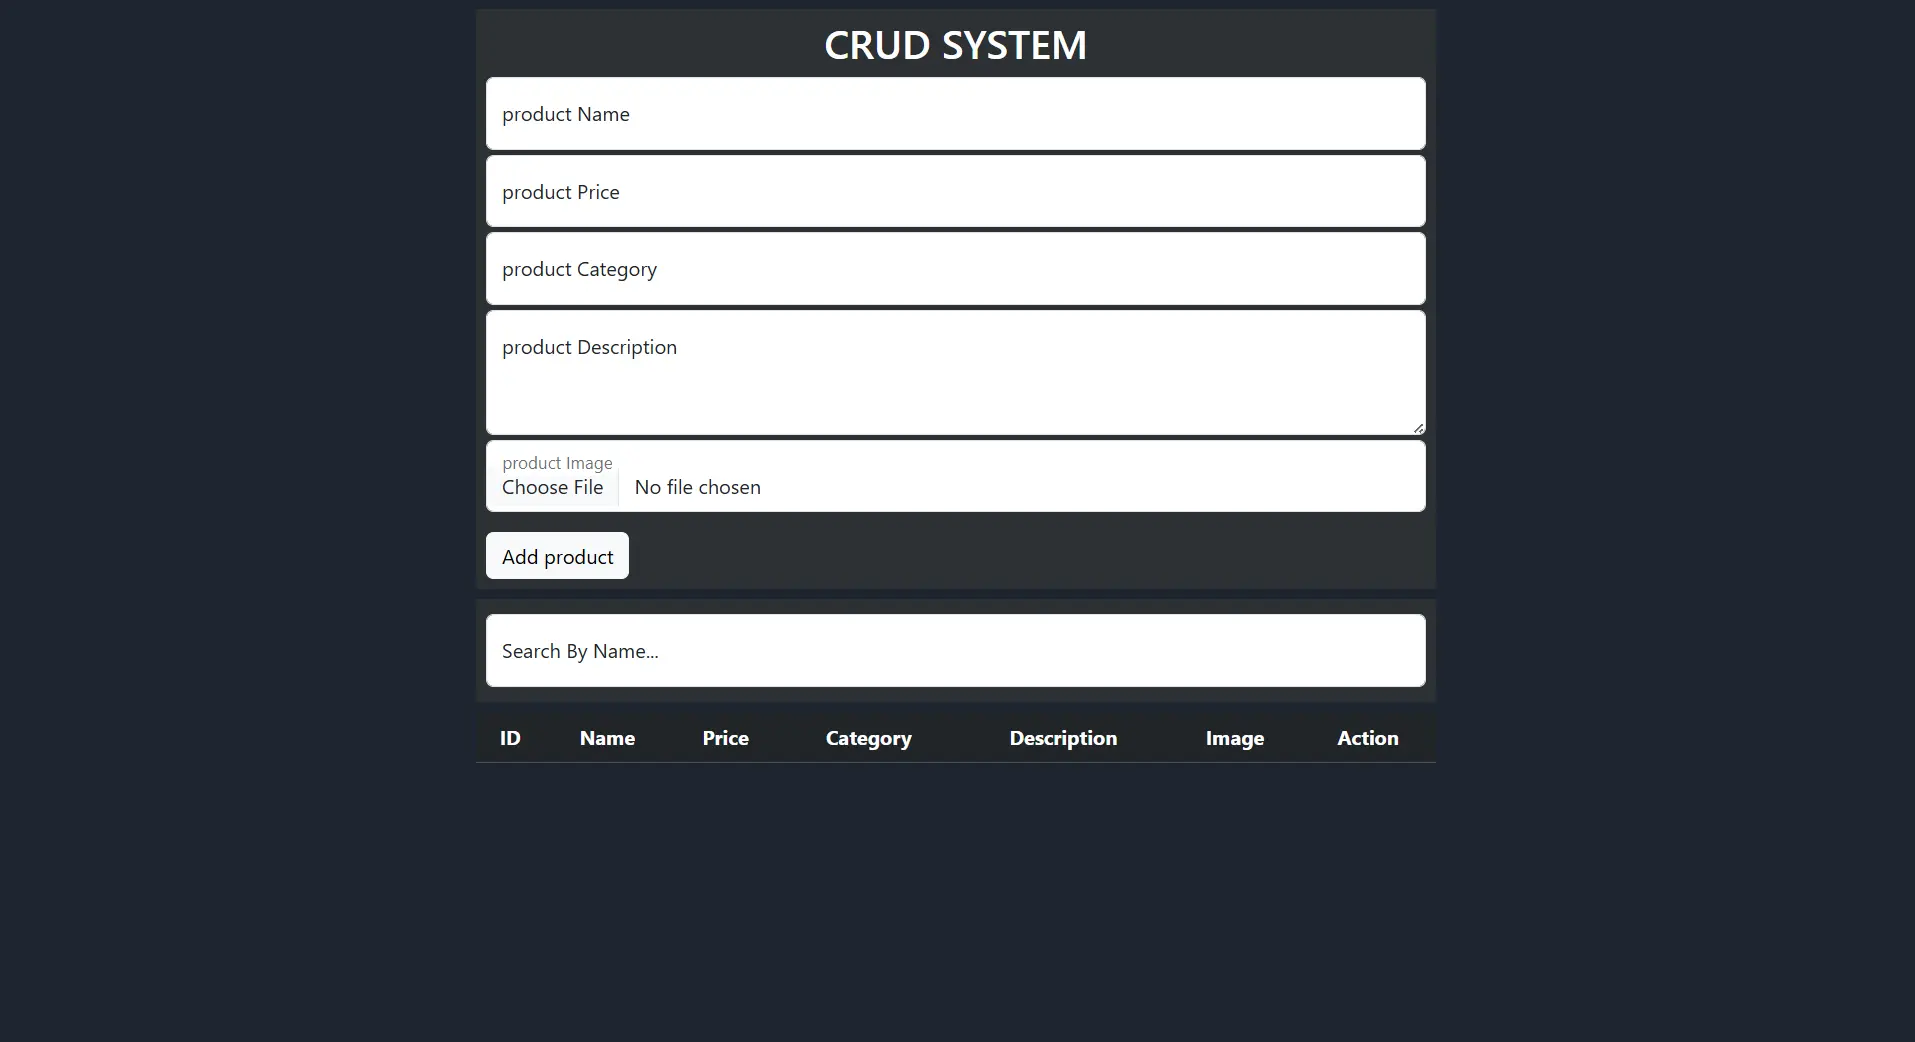 CRUD SYSTEM
product Name
product Price
product Category
product Description
product Image
Choose File No file chosen
Add product
Search By Name...
ID Name Price Category Description Image Action